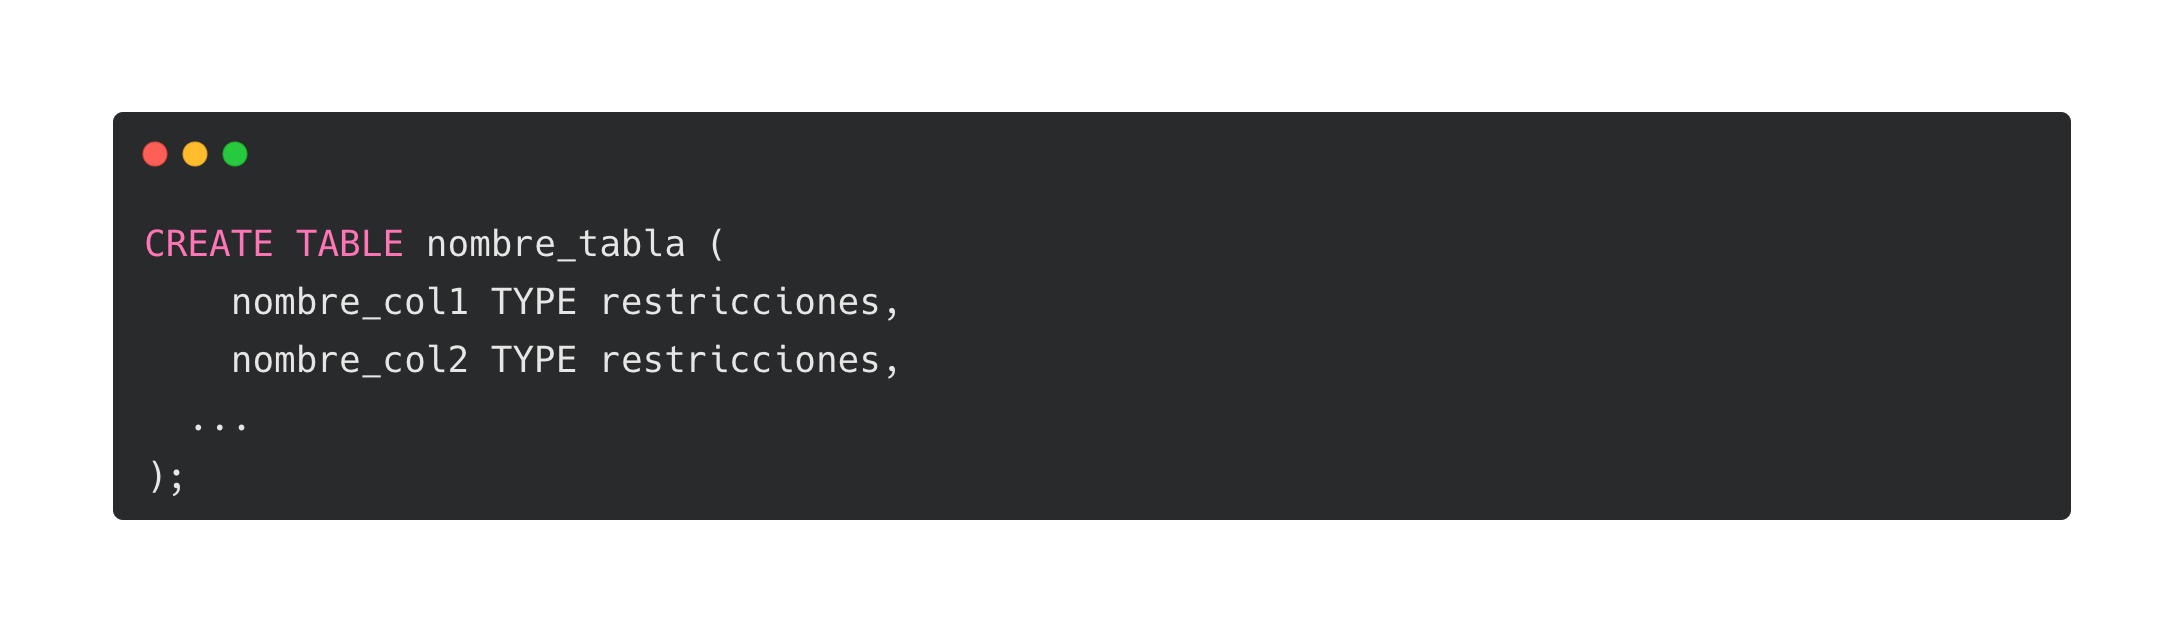 CREATE TABLE nombre_tabla (
    nombre_col1 TYPE restricciones,
    nombre_col2 TYPE restricciones,
  ...
);